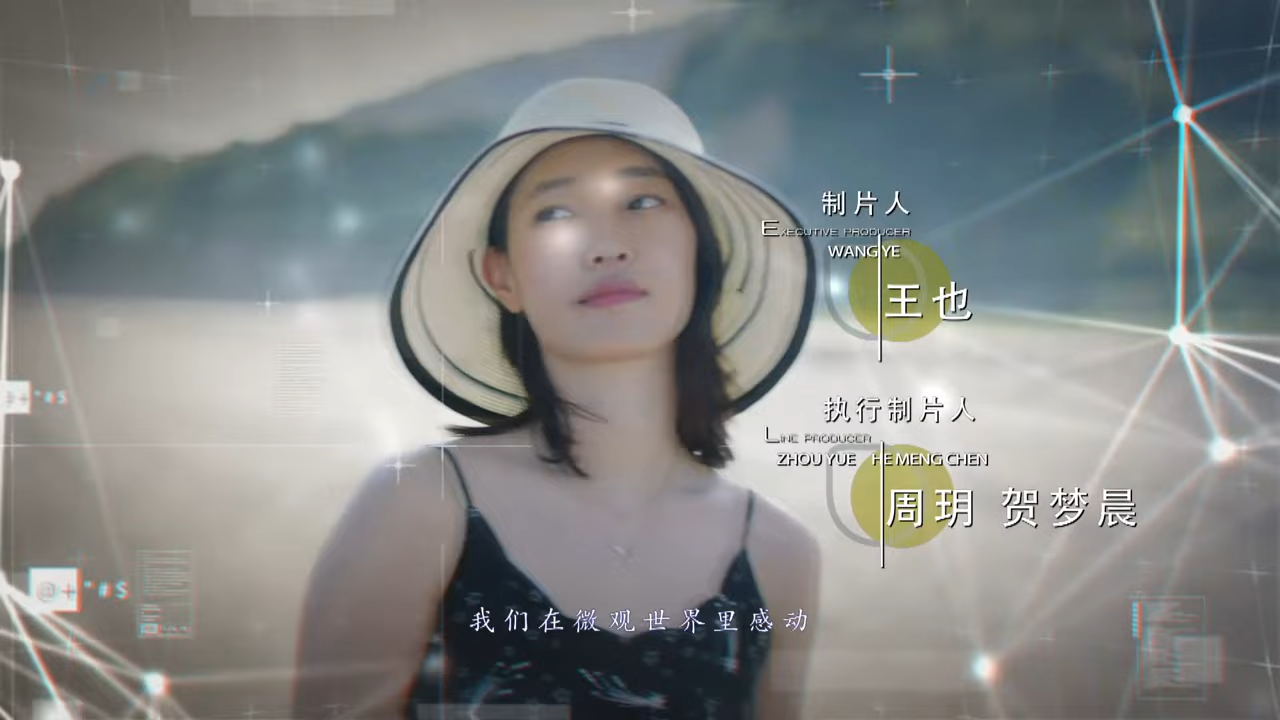 制片人
EXECUTIVE PRODUCER
WANG YE
王也
执行制片人
LINE PRODUCER
ZHOU YUE HE MENG CHEN
周玥 贺梦晨
@+"#$
我们在微观世界里感动